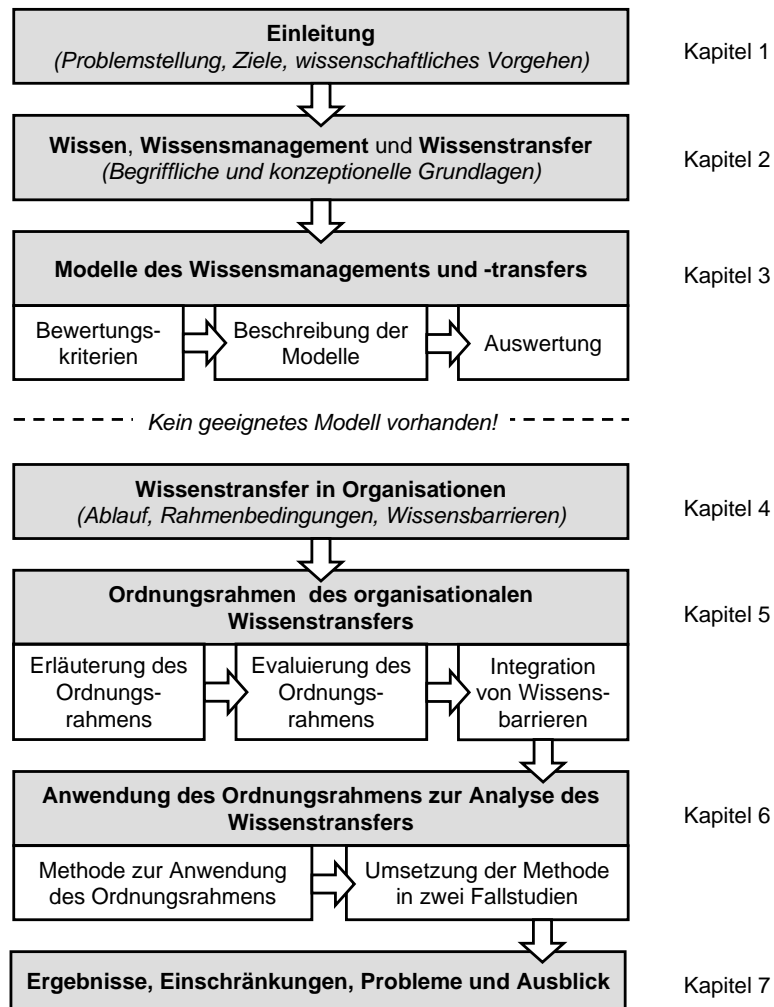 Einleitung
(Problemstellung, Ziele, wissenschaftliches Vorgehen)
Kapitel 1
Wissen, Wissensmanagement und Wissenstransfer
(Begriffliche und konzeptionelle Grundlagen)
Kapitel 2
Modelle des Wissensmanagements und -transfers
Kapitel 3
Bewertungs-
kriterien
Beschreibung der
Modelle
Auswertung
Kein geeignetes Modell vorhanden!
Wissenstransfer in Organisationen
(Ablauf, Rahmenbedingungen, Wissensbarrieren)
Kapitel 4
Ordnungsrahmen des organisationalen
Wissenstransfers
Kapitel 5
Erläuterung des
Ordnungs-
rahmens
Evaluierung des
Ordnungs-
rahmens
Integration
von Wissens-
barrieren
Anwendung des Ordnungsrahmens zur Analyse des
Wissenstransfers
Kapitel 6
Methode zur Anwendung
des Ordnungsrahmens
Umsetzung der Methode
in zwei Fallstudien
Ergebnisse, Einschränkungen, Probleme und Ausblick
Kapitel 7